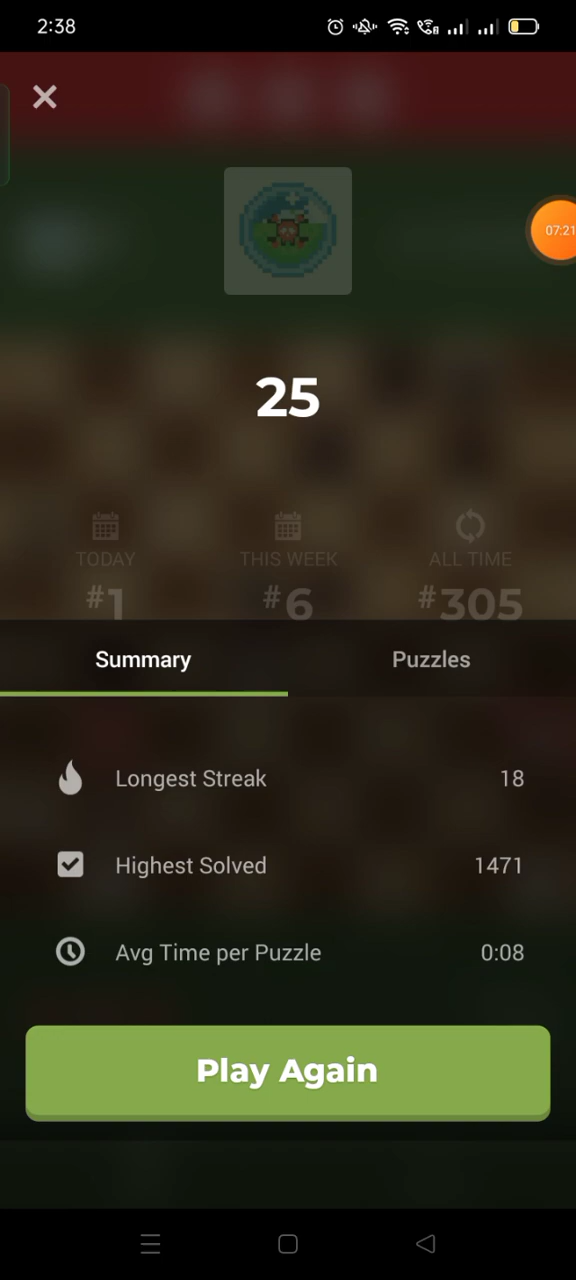 2:38
07:21
25
TODAY THIS WEEK ALL TIME
#1 #6 #305
Summary Puzzles
Longest Streak 18
Highest Solved 1471
Avg Time per Puzzle 0:08
Play Again